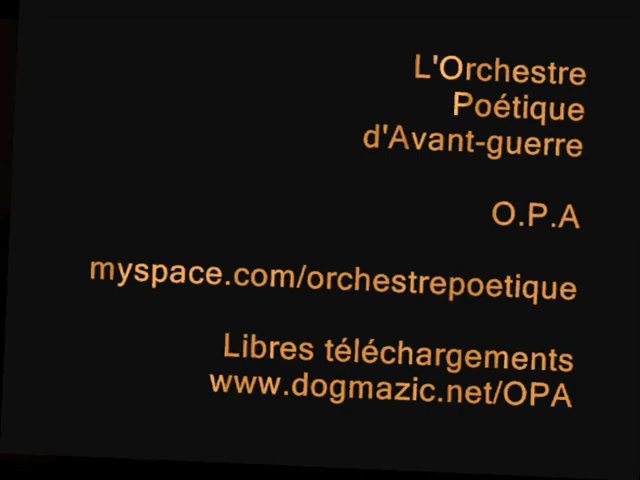 L'Orchestre
Poétique
d'Avant-guerre
O.P.A
myspace.com/orchestrepoetique
Libres téléchargements
www.dogmazic.net/OPA